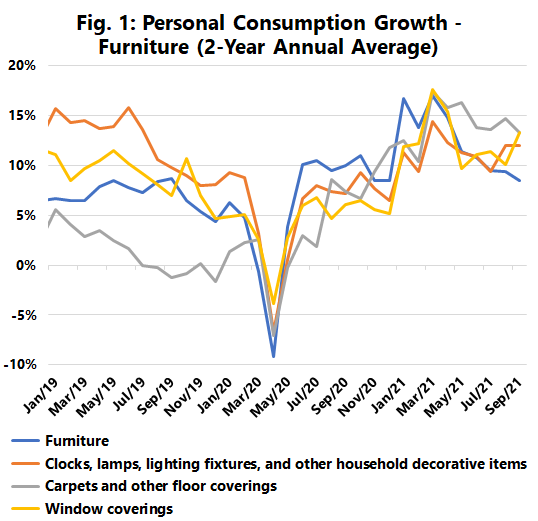 Fig. 1: Personal Consumption Growth -
Furniture (2-Year Annual Average)
20%
15%
10%
5%
0%
-5%
-10%
Jan/19
Mar/19
May/19
Jul/19
Sep/19
Nov/19
Jan/20
Mar/20
May/20
Jul/20
Sep/20
Nov/20
Jan/21
Mar/21
May/21
Jul/21
Sep/21
Furniture
Clocks, lamps, lighting fixtures, and other household decorative items
Carpets and other floor coverings
Window coverings